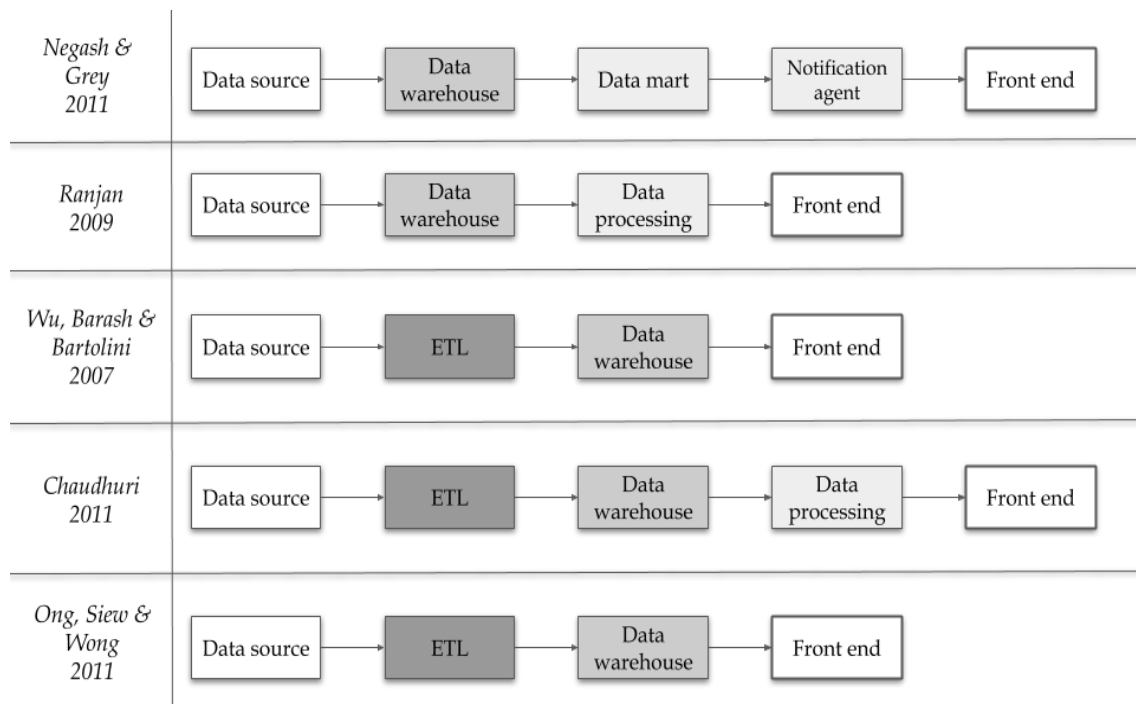 Negash &
Grey
2011
Data source
Data
warehouse
Data mart
Notification
agent
Front end
Ranjan
2009
Data source
Data
warehouse
Data
processing
Front end
Wu, Barash &
Bartolini
2007
Data source
ETL
Data
warehouse
Front end
Chaudhuri
2011
Data source
ETL
Data
warehouse
Data
processing
Front end
Ong, Siew &
Wong
2011
Data source
ETL
Data
warehouse
Front end